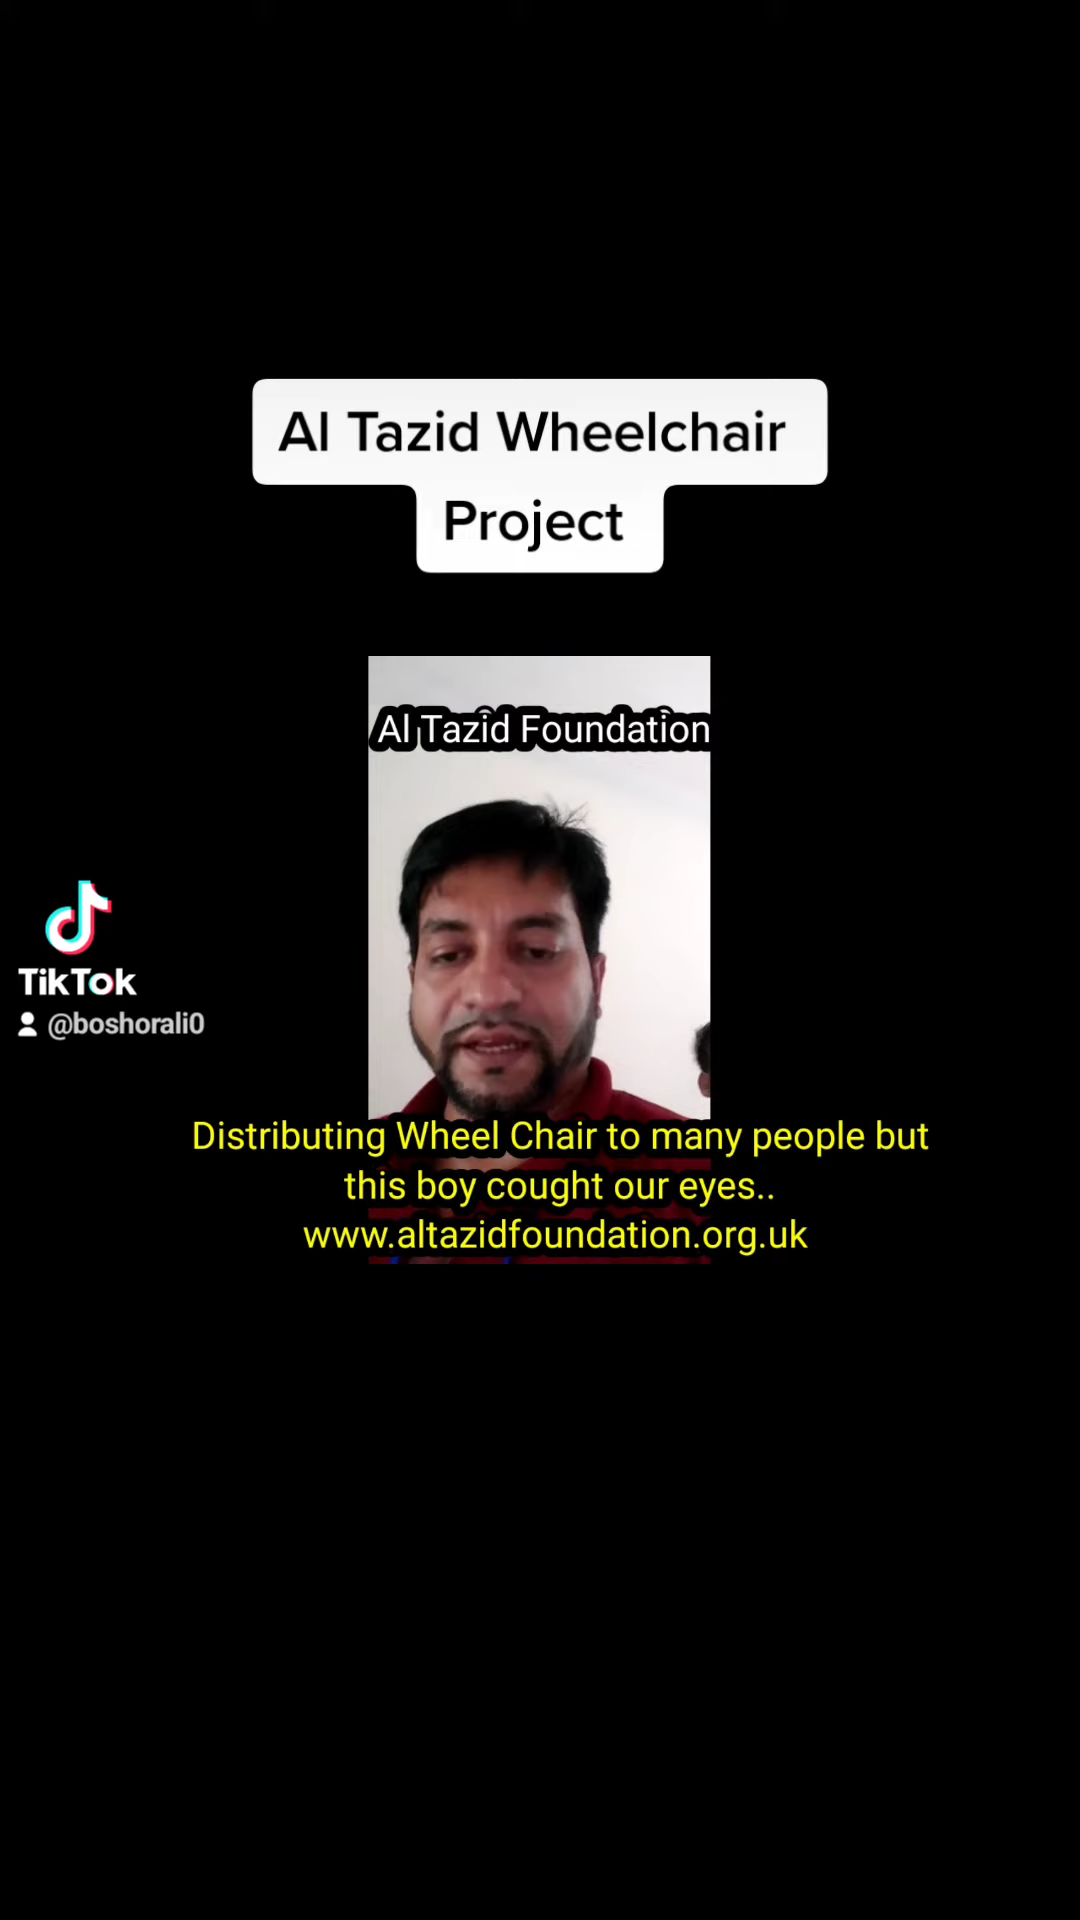 Al Tazid Wheelchair
Project
Al Tazid Foundation
TikTok
@boshorali0
Distributing Wheel Chair to many people but
this boy cought our eyes..
www.altazidfoundation.org.uk